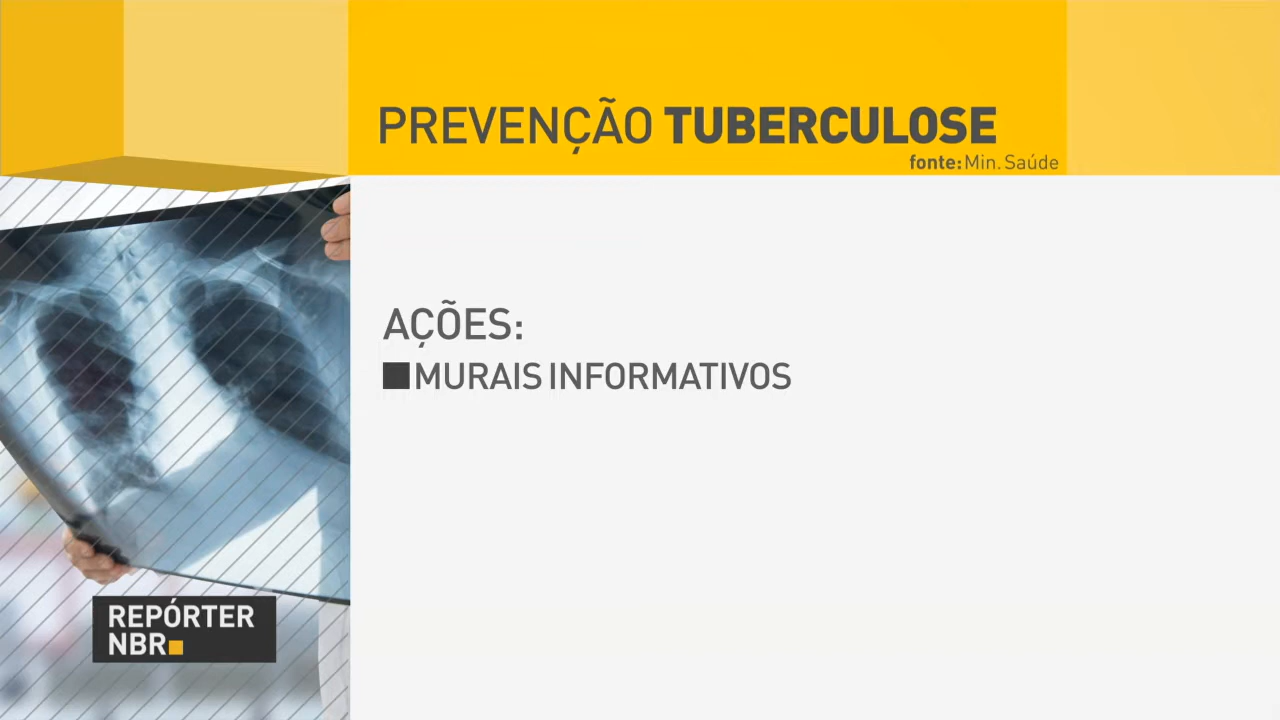 PREVENÇÃO TUBERCULOSE
fonte: Min. Saúde
AÇÕES:
MURAIS INFORMATIVOS
REPÓRTER
NBR